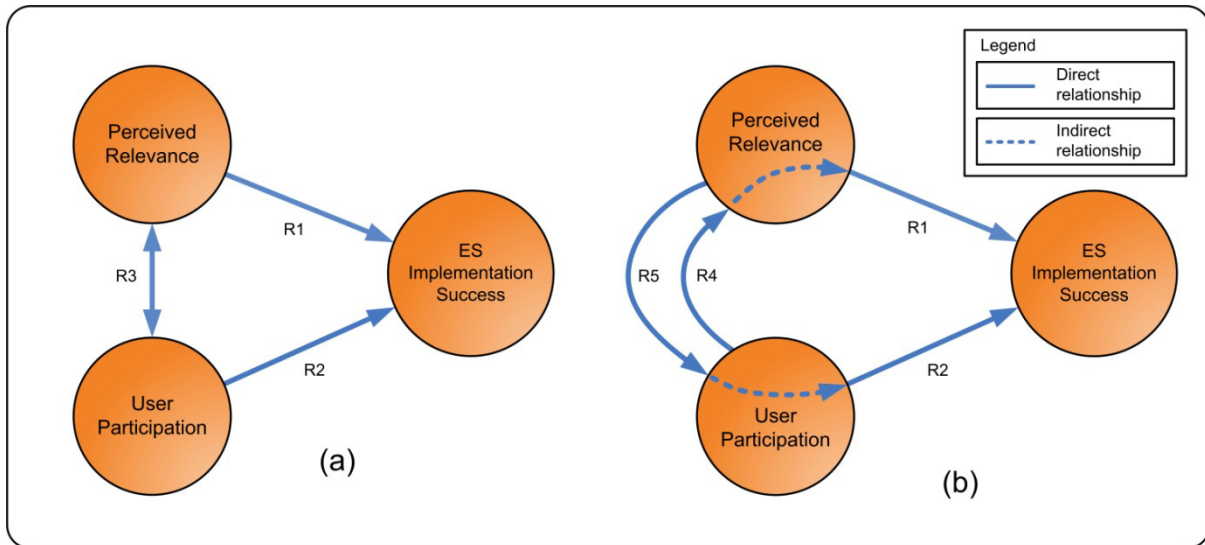 Perceived
Relevance
R1
ES
Implementation
Success
R3
R2
User
Participation
(a)
Legend
Direct
relationship
Indirect
relationship
Perceived
Relevance
R1
ES
Implementation
Success
R5
R4
R2
User
Participation
(b)